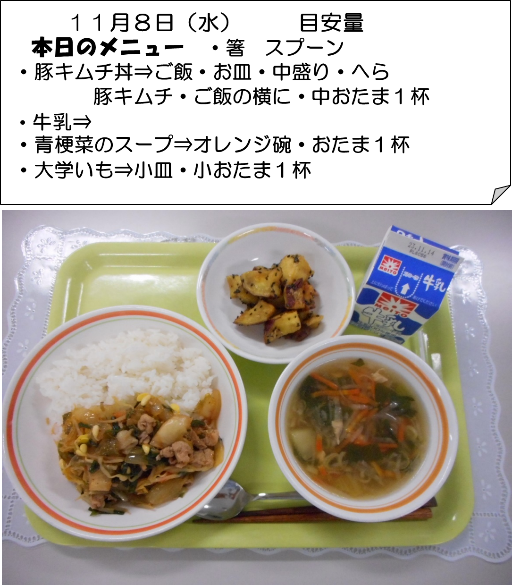 １１月８日（水）　　　目安量
本日のメニュー　・箸　スプーン
・豚キムチ丼⇒ご飯・お皿・中盛り・へら
豚キムチ・ご飯の横に・中おたま１杯
・牛乳⇒
・青梗菜のスープ⇒オレンジ碗・おたま１杯
・大学いも⇒小皿・小おたま１杯
牛乳